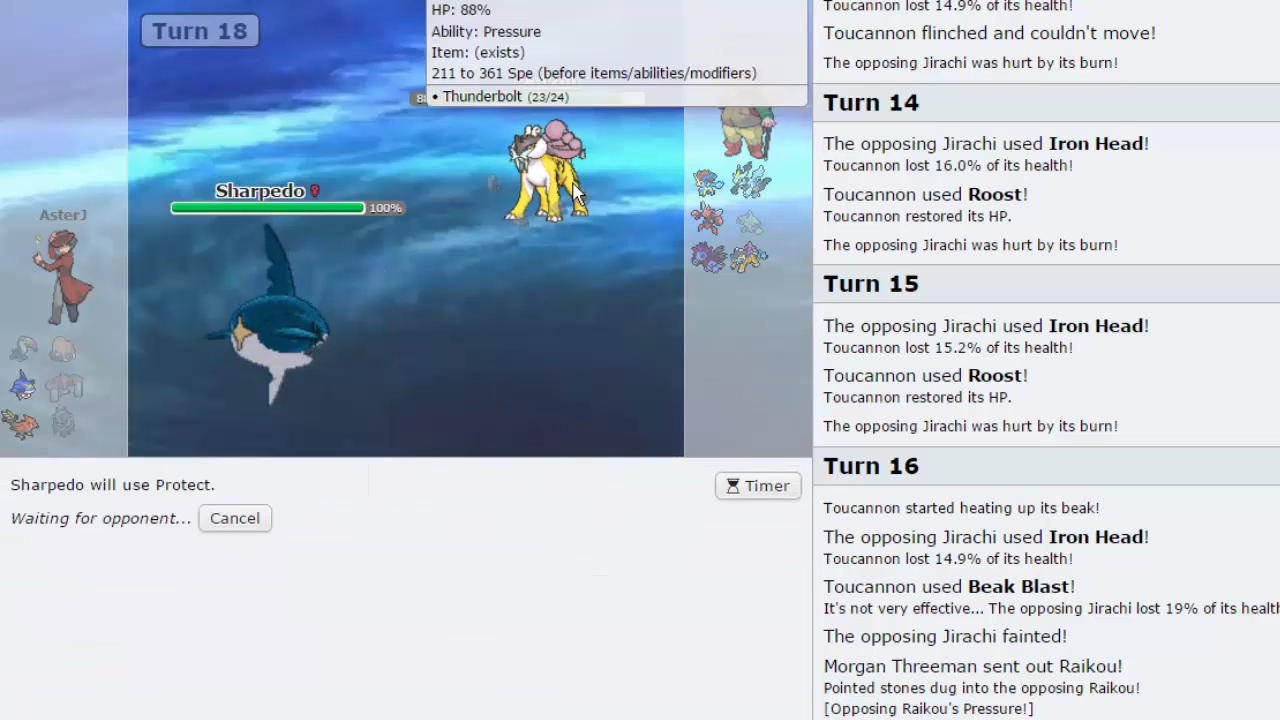 Turn 18
HP: 88%
Ability: Pressure
Item: (exists)
211 to 361 Spe (before items/abilities/modifiers)
• Thunderbolt (23/24)
Sharpedo
100%
AsterJ
Sharpedo will use Protect.
Waiting for opponent...
Cancel
Timer
Toucannon lost 14.9% of its health!
Toucannon flinched and couldn't move!
The opposing Jirachi was hurt by its burn!
Turn 14
The opposing Jirachi used Iron Head!
Toucannon lost 16.0% of its health!
Toucannon used Roost!
Toucannon restored its HP.
The opposing Jirachi was hurt by its burn!
Turn 15
The opposing Jirachi used Iron Head!
Toucannon lost 15.2% of its health!
Toucannon used Roost!
Toucannon restored its HP.
The opposing Jirachi was hurt by its burn!
Turn 16
Toucannon started heating up its beak!
The opposing Jirachi used Iron Head!
Toucannon lost 14.9% of its health!
Toucannon used Beak Blast!
It's not very effective... The opposing Jirachi lost 19% of its healt
The opposing Jirachi fainted!
Morgan Threeman sent out Raikou!
Pointed stones dug into the opposing Raikou!
[Opposing Raikou's Pressure!]